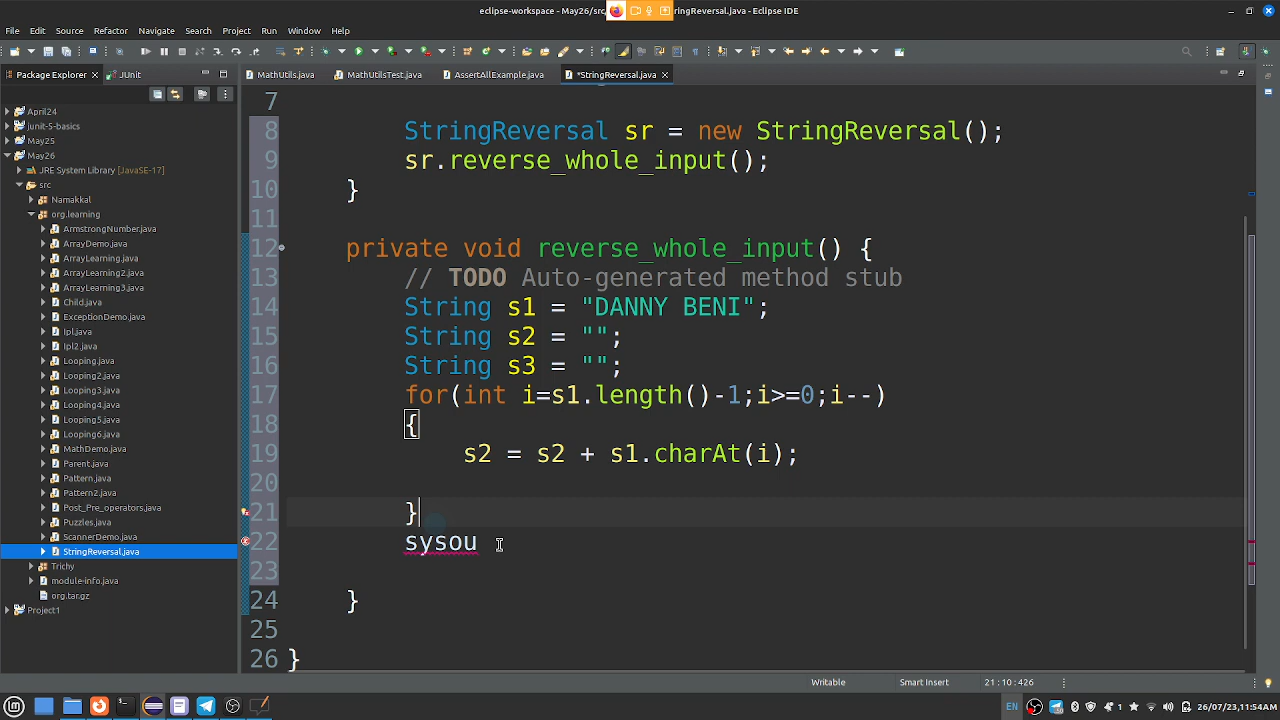 eclipse-workspace - May26/src StringReversal.java - Eclipse IDE
File Edit Source Refactor Navigate Search Project Run Window Help
Package Explorer JUnit MathUtils.java MathUtilsTest.java AssertAllExample.java *StringReversal.java
April24
junit-5-basics
May25
May26
JRE System Library [JavaSE-17]
src
Namakkal
org.learning
ArmstrongNumber.java
ArrayDemo.java
ArrayLearning.java
ArrayLearning2.java
ArrayLearning3.java
Child.java
ExceptionDemo.java
Ipl.java
Ipl2.java
Looping.java
Looping2.java
Looping3.java
Looping4.java
Looping5.java
Looping6.java
MathDemo.java
Parent.java
Pattern.java
Pattern2.java
Post_Pre_operators.java
Puzzles.java
ScannerDemo.java
StringReversal.java
Trichy
module-info.java
org.tar.gz
Project1
7
8 StringReversal sr = new StringReversal();
9 sr.reverse_whole_input();
10 }
11
12 private void reverse_whole_input() {
13 // TODO Auto-generated method stub
14 String s1 = "DANNY BENI";
15 String s2 = "";
16 String s3 = "";
17 for(int i=s1.length()-1;i>=0;i--)
18 {
19 s2 = s2 + s1.charAt(i);
20
21 }
22 sysou
23
24 }
25
26 }
Writable Smart Insert 21 : 10 : 426
EN 1 26/07/23, 11:54AM